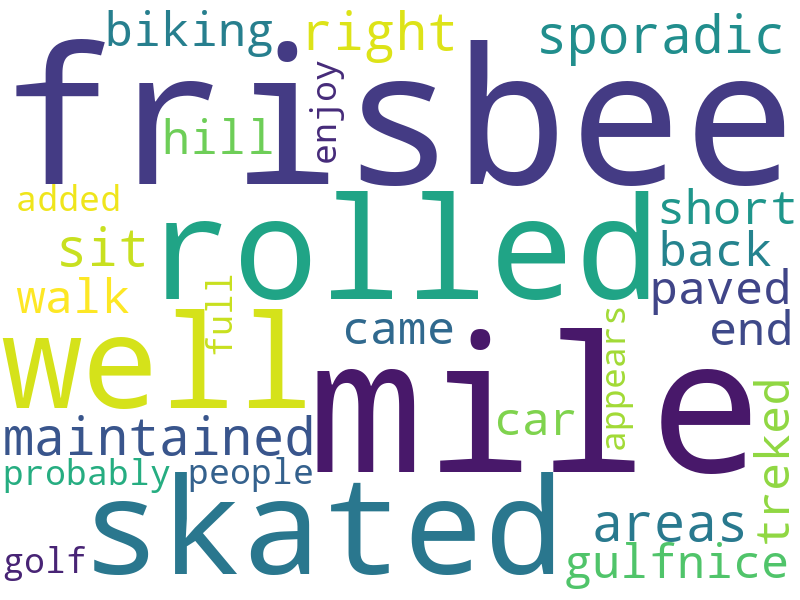 biking right sporadic
frisbee
hill
enjoy
added
rolled
short
sit
back
walk
full
paved
came
end
well
mile
appears
car
maintained
treked
probably people
skated
areas
golf
gulfnice